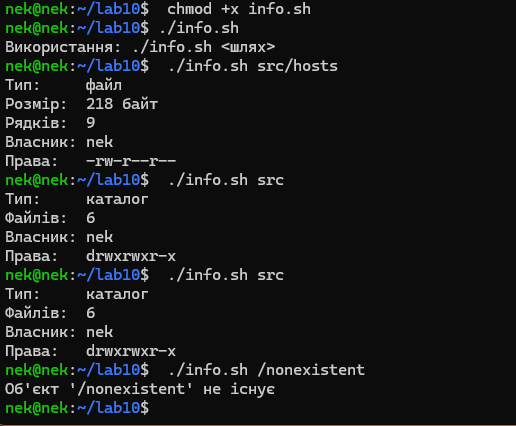 nek@nek:~/lab10$  chmod +x info.sh
nek@nek:~/lab10$ ./info.sh
Використання: ./info.sh <шлях>
nek@nek:~/lab10$  ./info.sh src/hosts
Тип:     файл
Розмір:  218 байт
Рядків:  9
Власник: nek
Права:   -rw-r--r--
nek@nek:~/lab10$  ./info.sh src
Тип:     каталог
Файлів:  6
Власник: nek
Права:   drwxrwxr-x
nek@nek:~/lab10$  ./info.sh src
Тип:     каталог
Файлів:  6
Власник: nek
Права:   drwxrwxr-x
nek@nek:~/lab10$  ./info.sh /nonexistent
Об'єкт '/nonexistent' не існує
nek@nek:~/lab10$